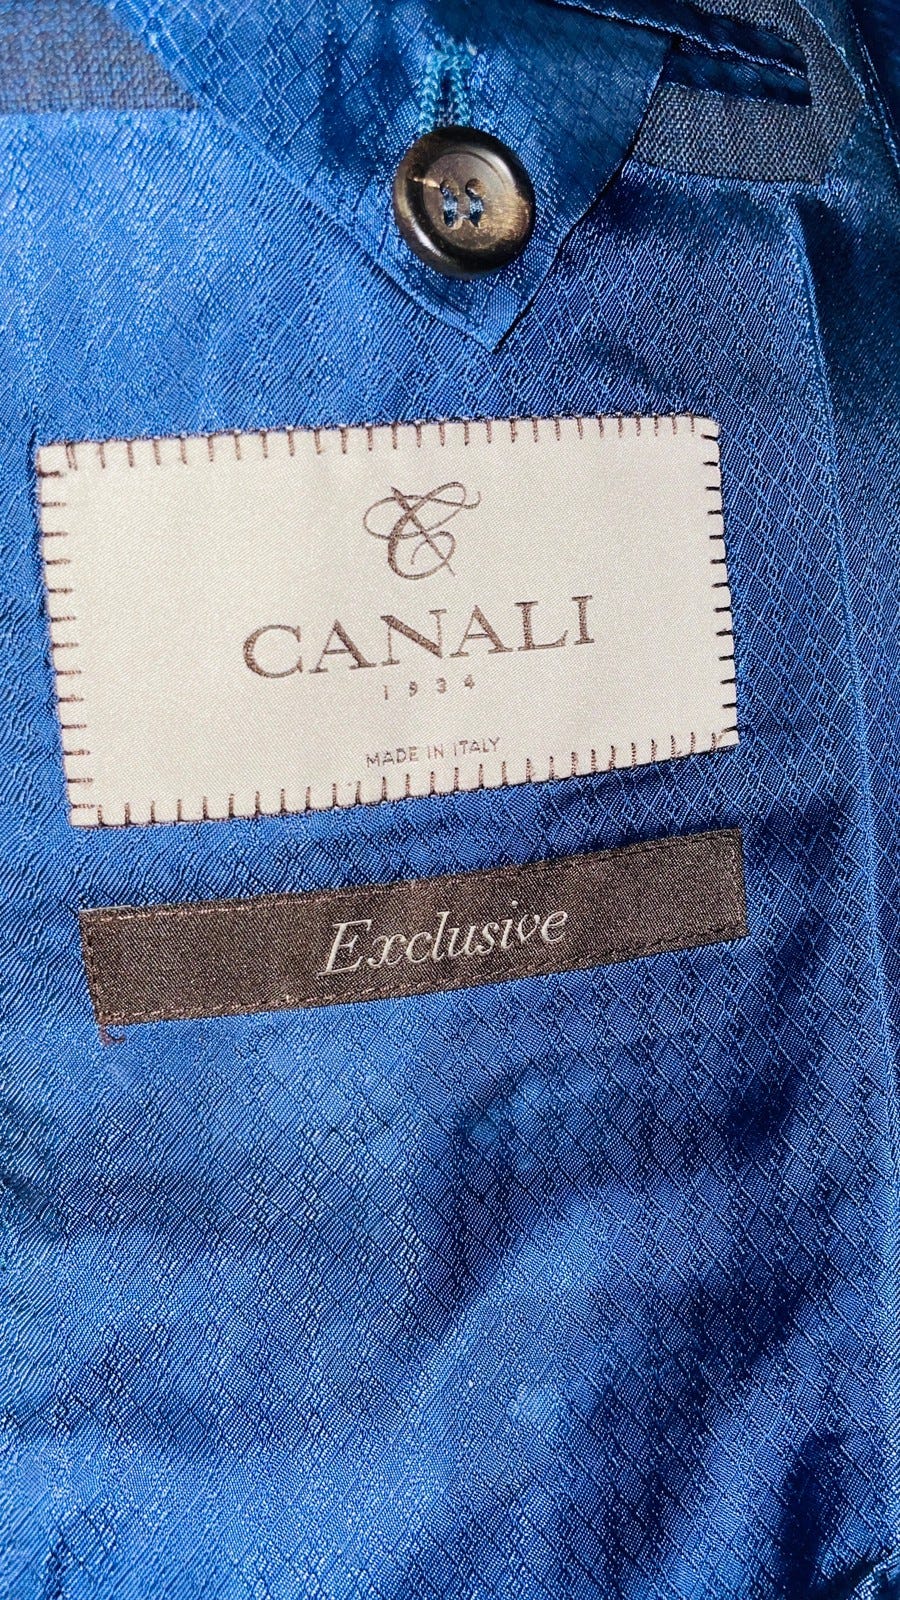 CANALI
1934
MADE IN ITALY
Exclusive